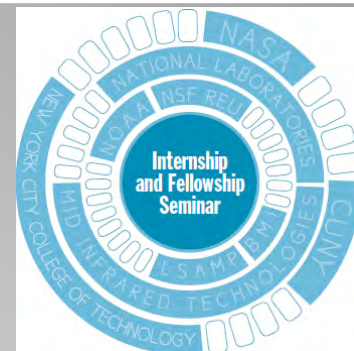 NASA
NATIONAL LABORATORIES
NOAA
NSF REU
Internship
and Fellowship
Seminar
NEW YORK CITY COLLEGE OF TECHNOLOGY
MID INFRARED TECHNOLOGIES
LSAMP
BMI
CUNY